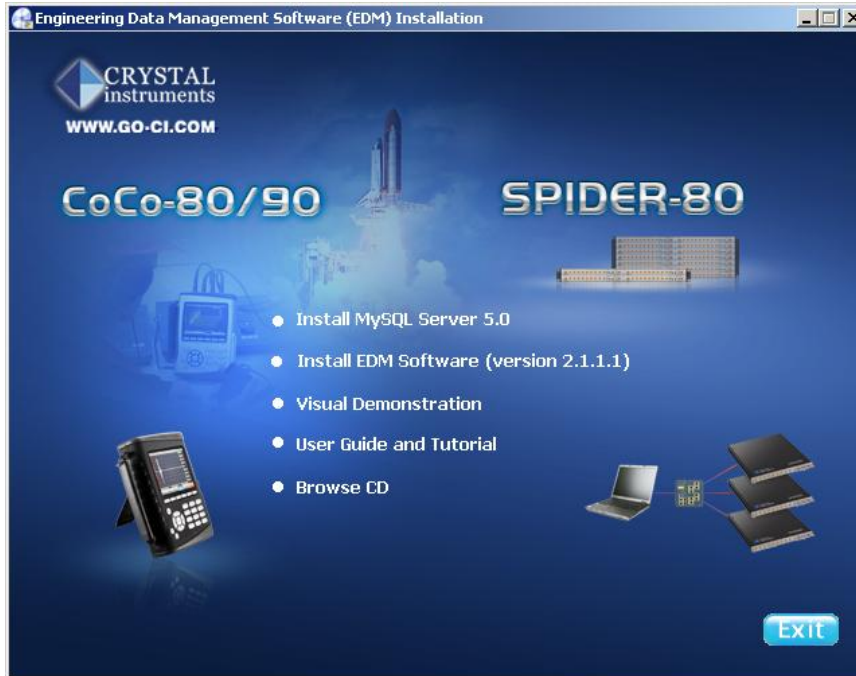 Engineering Data Management Software (EDM) Installation
CRYSTAL
instruments
WWW.GO-CI.COM
CoCo-80/90
SPIDER-80
Install MySQL Server 5.0
Install EDM Software (version 2.1.1.1)
Visual Demonstration
User Guide and Tutorial
Browse CD
Exit